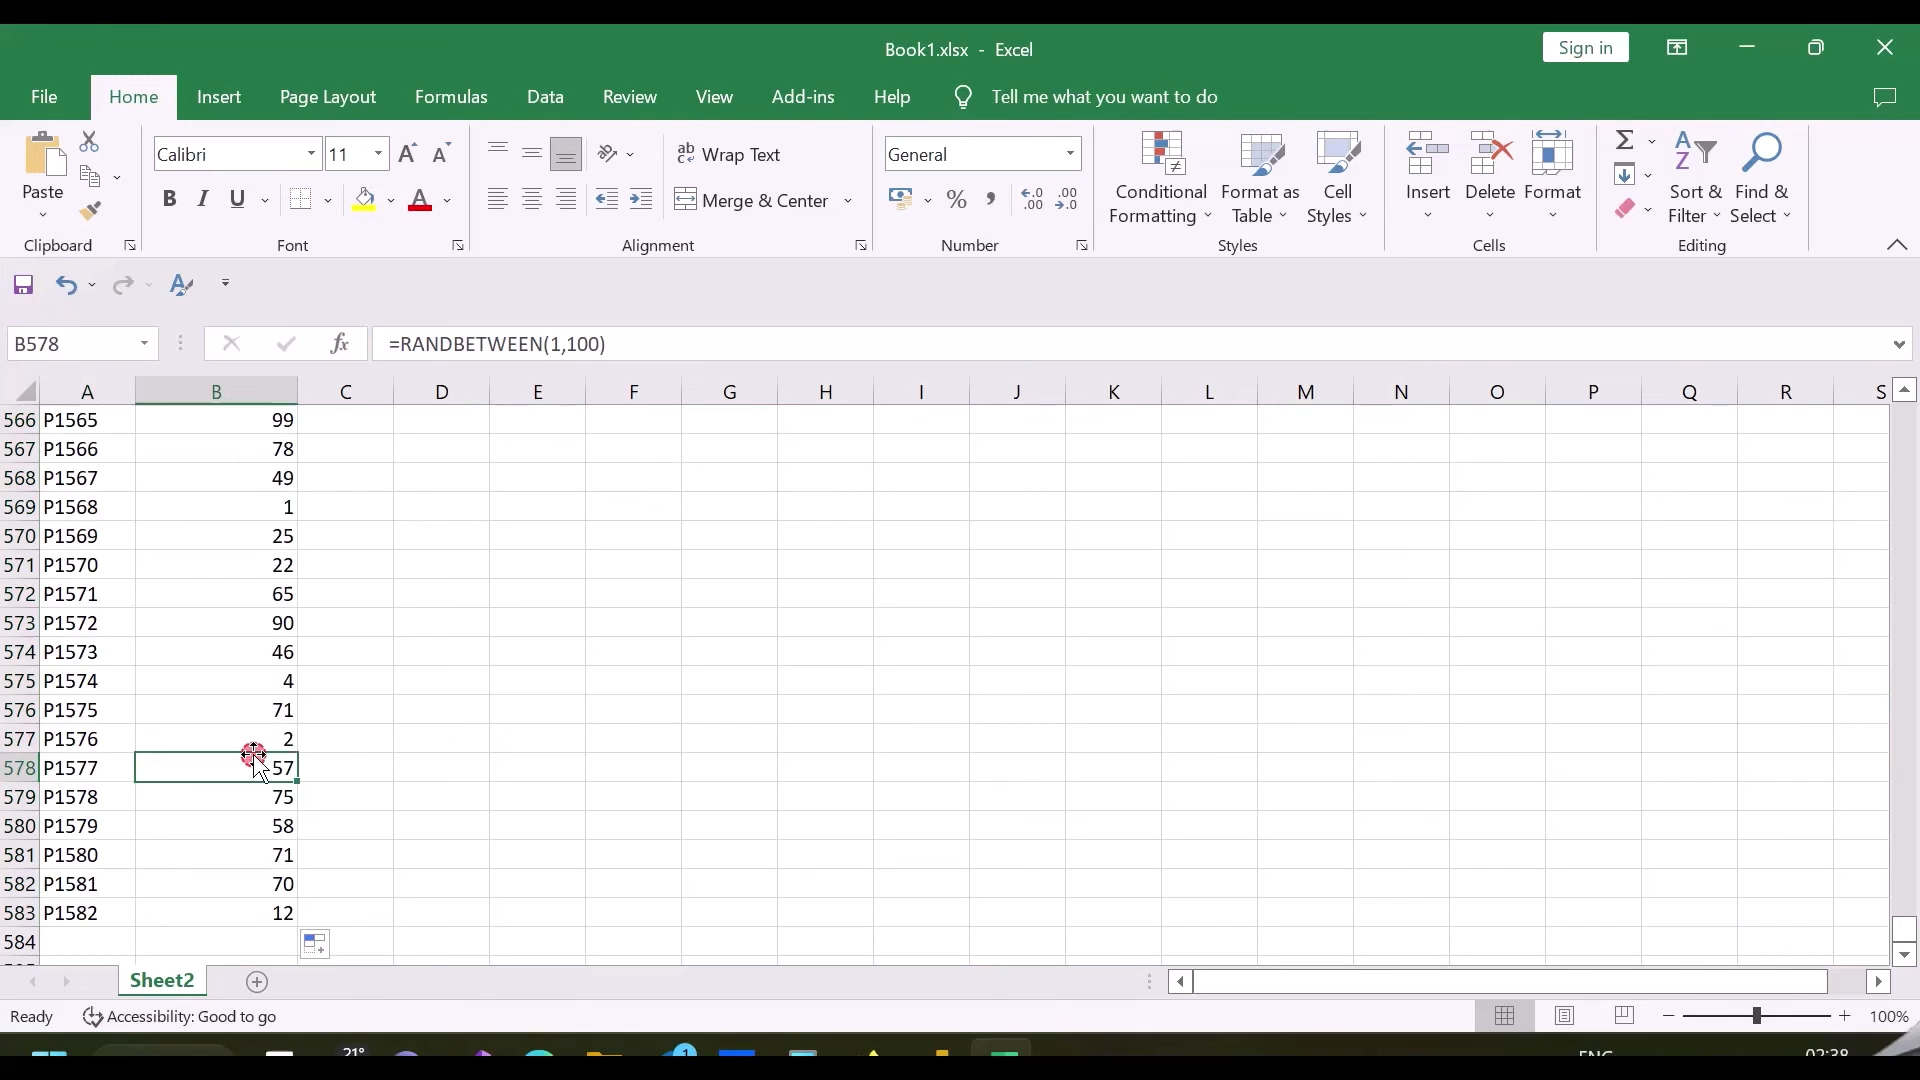 Book1.xlsx - Excel
Sign in
File Home Insert Page Layout Formulas Data Review View Add-ins Help Tell me what you want to do
Calibri 11 ab Wrap Text General
Paste Conditional Formatting Format as Table Cell Styles Insert Delete Format Sort & Filter Find & Select
B I U Merge & Center % ,
Clipboard Font Alignment Number Styles Cells Editing
B578 fx =RANDBETWEEN(1,100)
A B C D E F G H I J K L M N O P Q R S
566 P1565 99
567 P1566 78
568 P1567 49
569 P1568 1
570 P1569 25
571 P1570 22
572 P1571 65
573 P1572 90
574 P1573 46
575 P1574 4
576 P1575 71
577 P1576 2
578 P1577 57
579 P1578 75
580 P1579 58
581 P1580 71
582 P1581 70
583 P1582 12
584
Sheet2
Ready Accessibility: Good to go 100%
21° 1 ENG 02:38